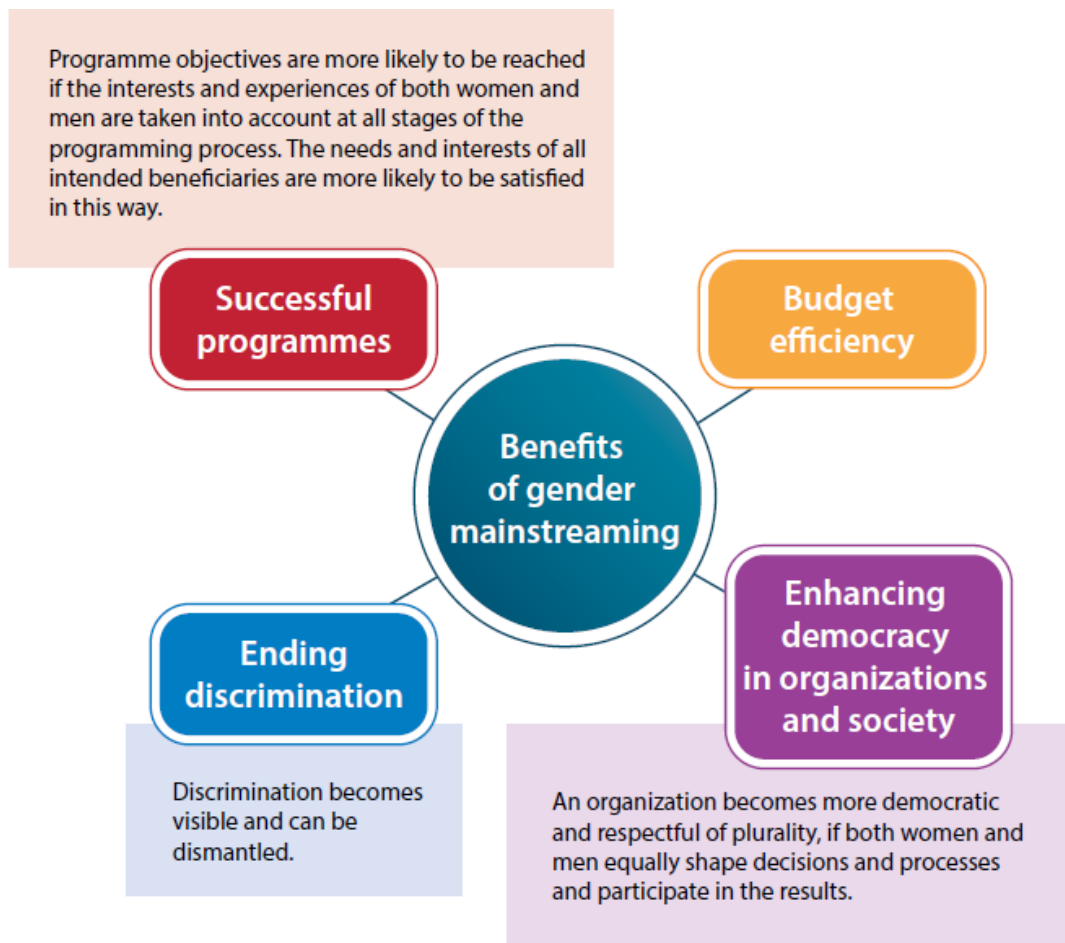 Programme objectives are more likely to be reached
if the interests and experiences of both women and
men are taken into account at all stages of the
programming process. The needs and interests of all
intended beneficiaries are more likely to be satisfied
in this way.
Successful
programmes
Budget
efficiency
Benefits
of gender
mainstreaming
Ending
discrimination
Enhancing
democracy
in organizations
and society
Discrimination becomes
visible and can be
dismantled.
An organization becomes more democratic
and respectful of plurality, if both women and
men equally shape decisions and processes
and participate in the results.